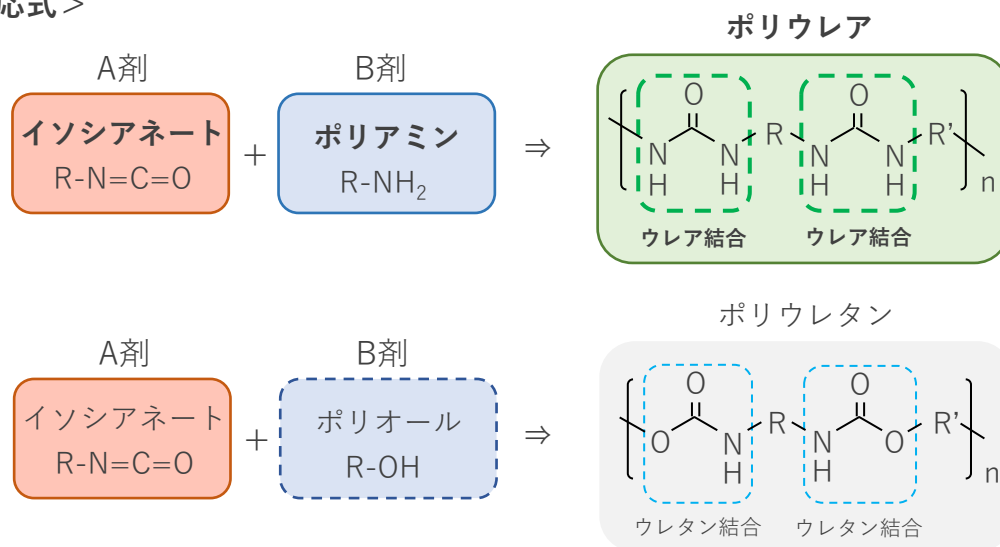 応式＞
ポリウレア
A剤
B剤
イソシアネート
R-N=C=O
+
ポリアミン
R-NH₂
⇒
O
N
H
N
H
R
O
N
H
N
H
R’
n
ウレア結合
ウレア結合
ポリウレタン
A剤
B剤
イソシアネート
R-N=C=O
+
ポリオール
R-OH
⇒
O
O
N
H
R
N
H
O
O
R’
n
ウレタン結合
ウレタン結合